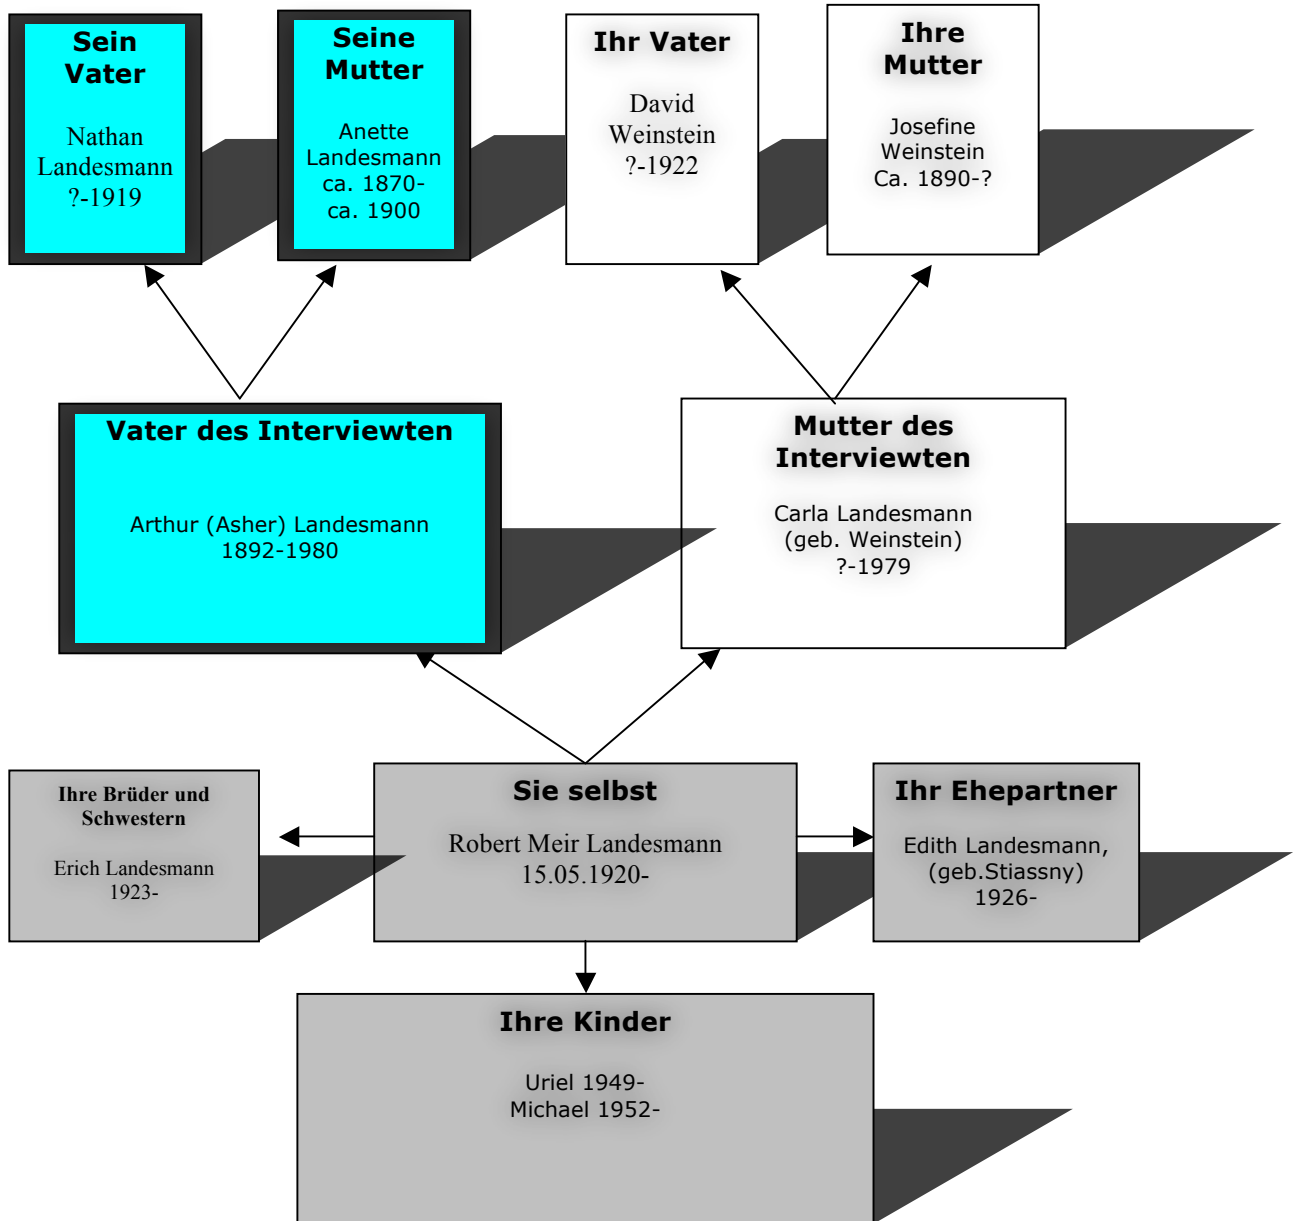 Sein
Vater
Nathan
Landesmann
?-1919
Seine
Mutter
Anette
Landesmann
ca. 1870-
ca. 1900
Ihr Vater
David
Weinstein
?-1922
Ihre
Mutter
Josefine
Weinstein
Ca. 1890-?
Vater des Interviewten
Arthur (Asher) Landesmann
1892-1980
Mutter des
Interviewten
Carla Landesmann
(geb. Weinstein)
?-1979
Ihre Brüder und
Schwestern
Erich Landesmann
1923-
Sie selbst
Robert Meir Landesmann
15.05.1920-
Ihr Ehepartner
Edith Landesmann,
(geb.Stiassny)
1926-
Ihre Kinder
Uriel 1949-
Michael 1952-